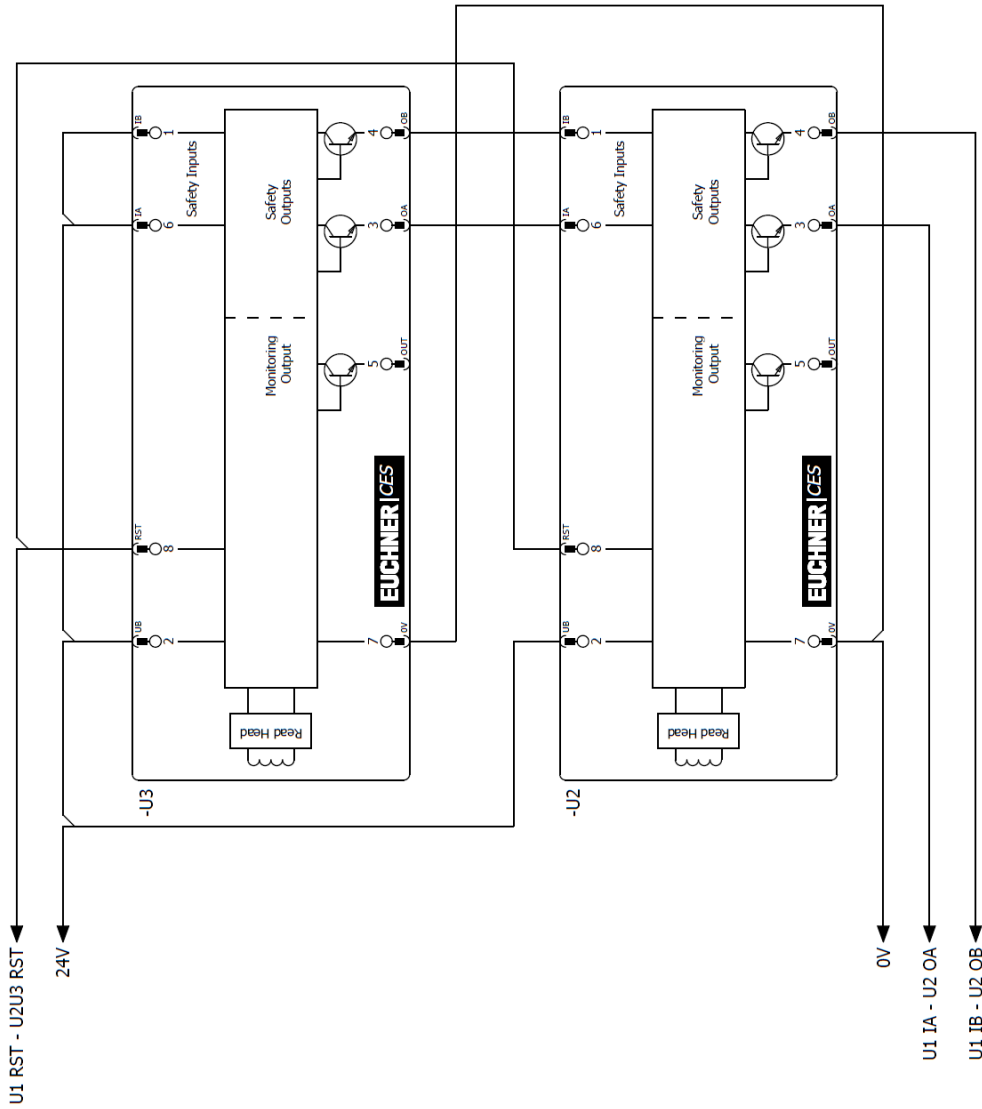 -U3
IB
1
IA
6
RST
8
UB
2
Safety Inputs
Safety
Outputs
Monitoring
Output
Read Head
4
OB
3
OA
5
OUT
7
0V
EUCHNER|CES
-U2
IB
1
IA
6
RST
8
UB
2
Safety Inputs
Safety
Outputs
Monitoring
Output
Read Head
4
OB
3
OA
5
OUT
7
0V
EUCHNER|CES
U1 RST - U2U3 RST
24V
0V
U1 IA - U2 OA
U1 IB - U2 OB